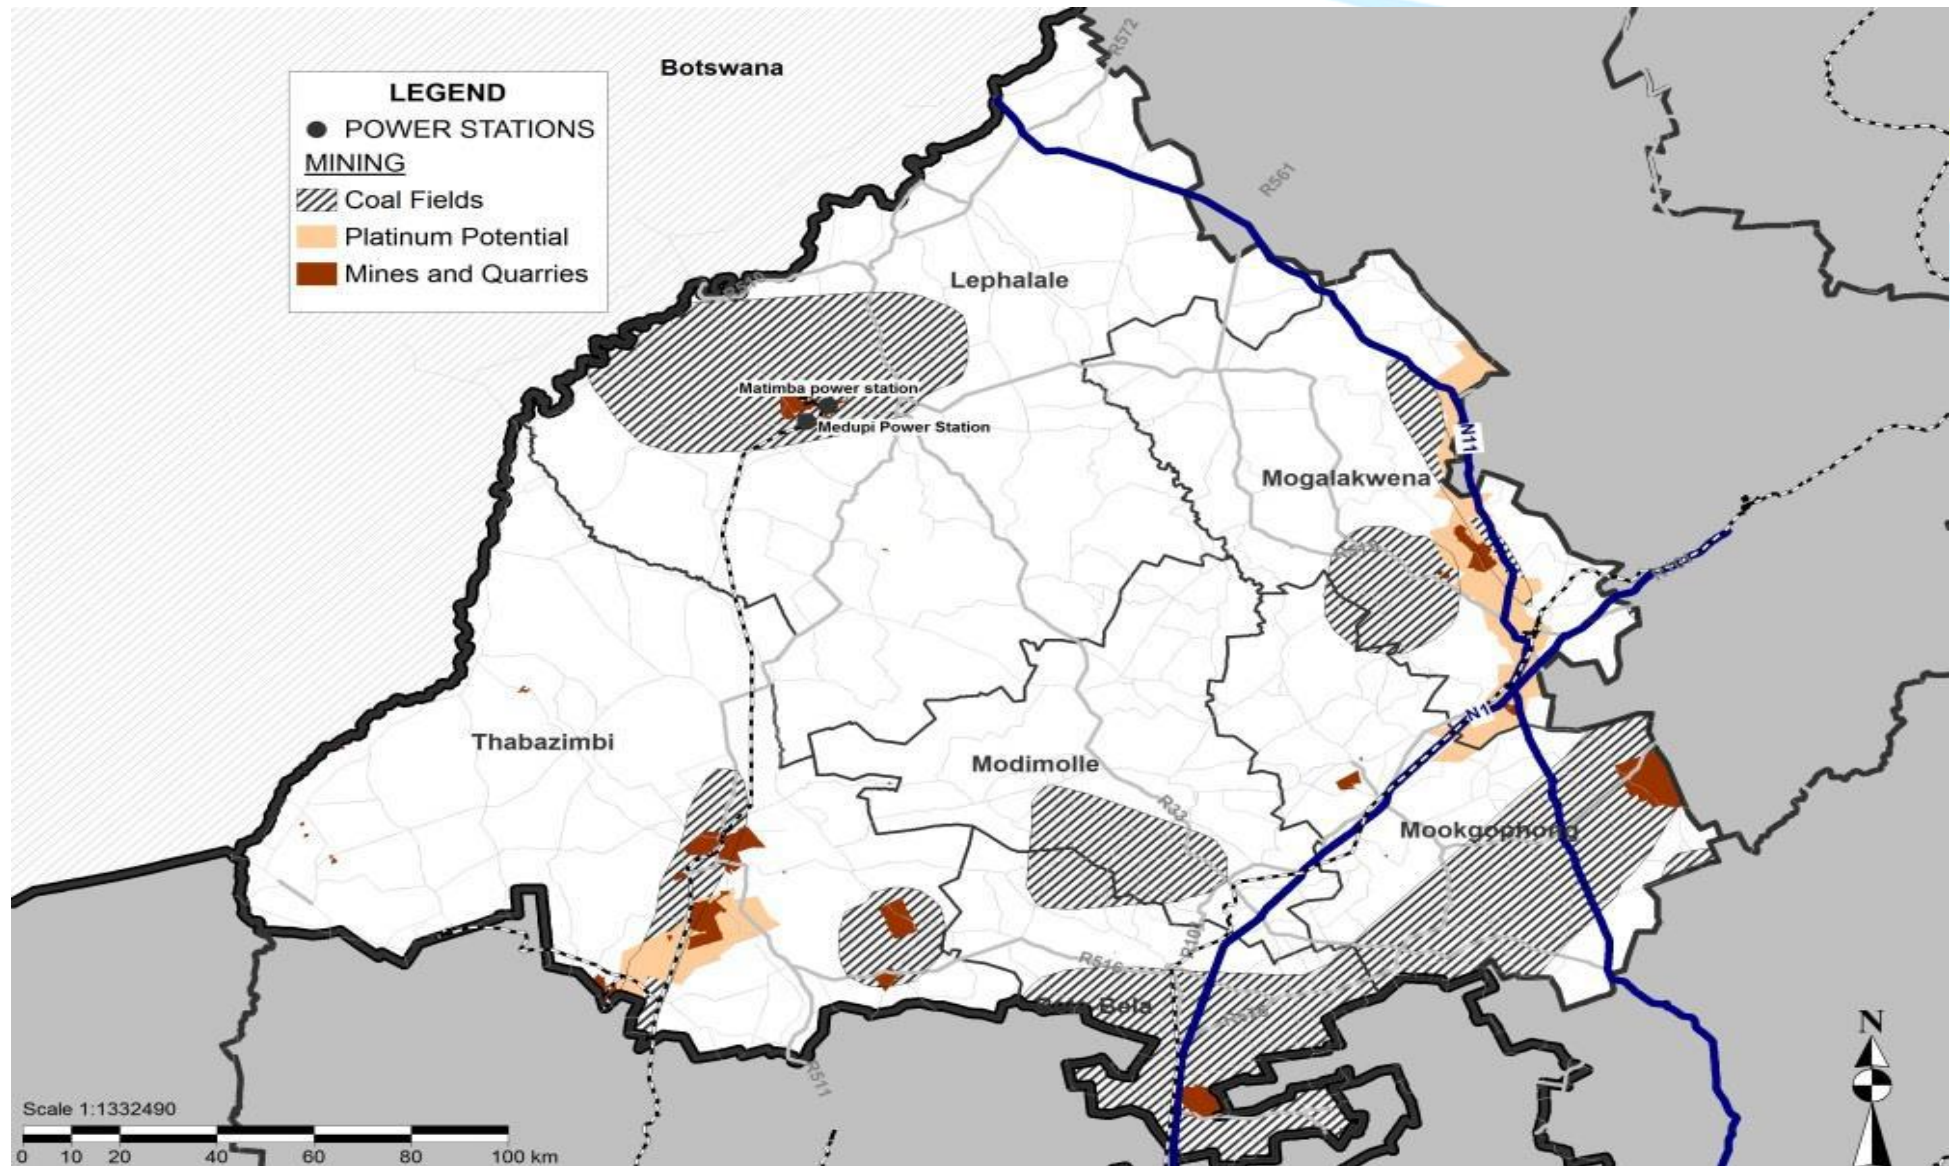 Botswana
R572
LEGEND
POWER STATIONS
MINING
Coal Fields
Platinum Potential
Mines and Quarries
R561
Lephalale
Matimba power station
Medupi Power Station
N11
Mogalakwena
Thabazimbi
Modimolle
N1
R33
Mookgophong
R101
R516
Bela
R511
Scale 1:1332490
0 10 20 40 60 80 100 km
N